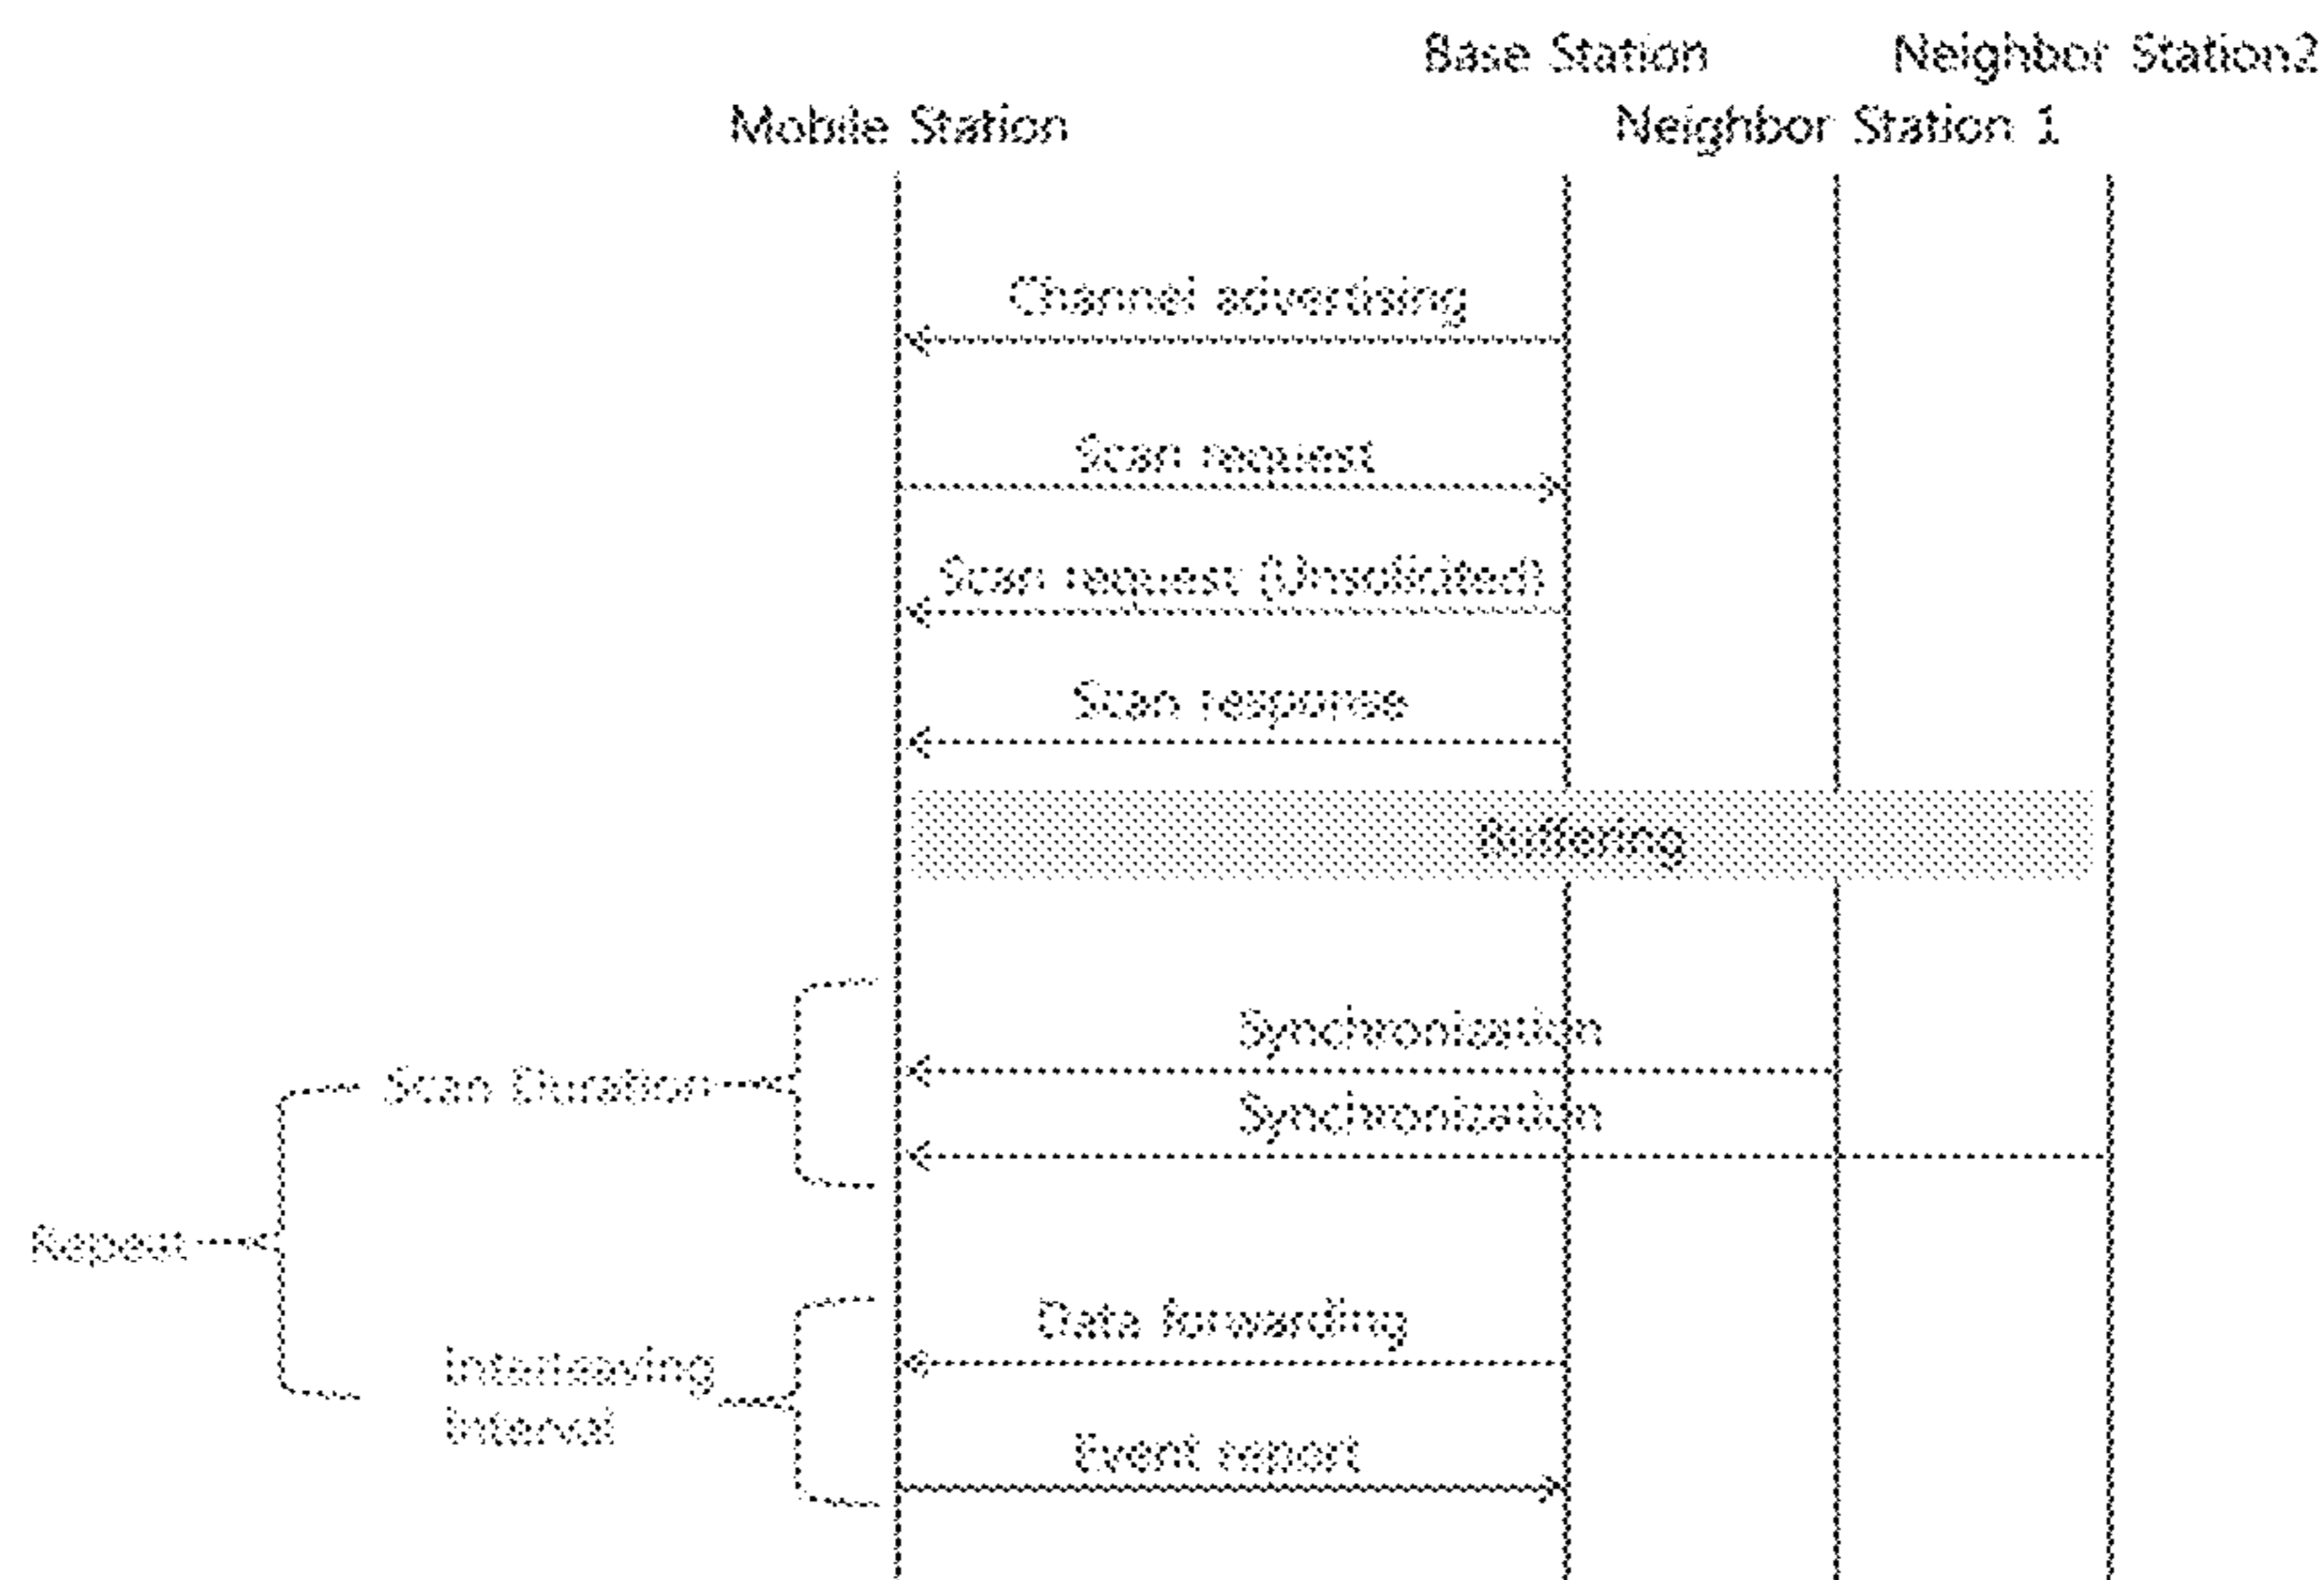 Base Station
Neighbor Station2
Mobile Station
Neighbor Station 1
Channel advertising
Scan request
Scan request (Unsolicited)
Scan response
Buffering
Synchronization
Scan Duration
Synchronization
Repeat
Data forwarding
Interleaving
Interval
Event report